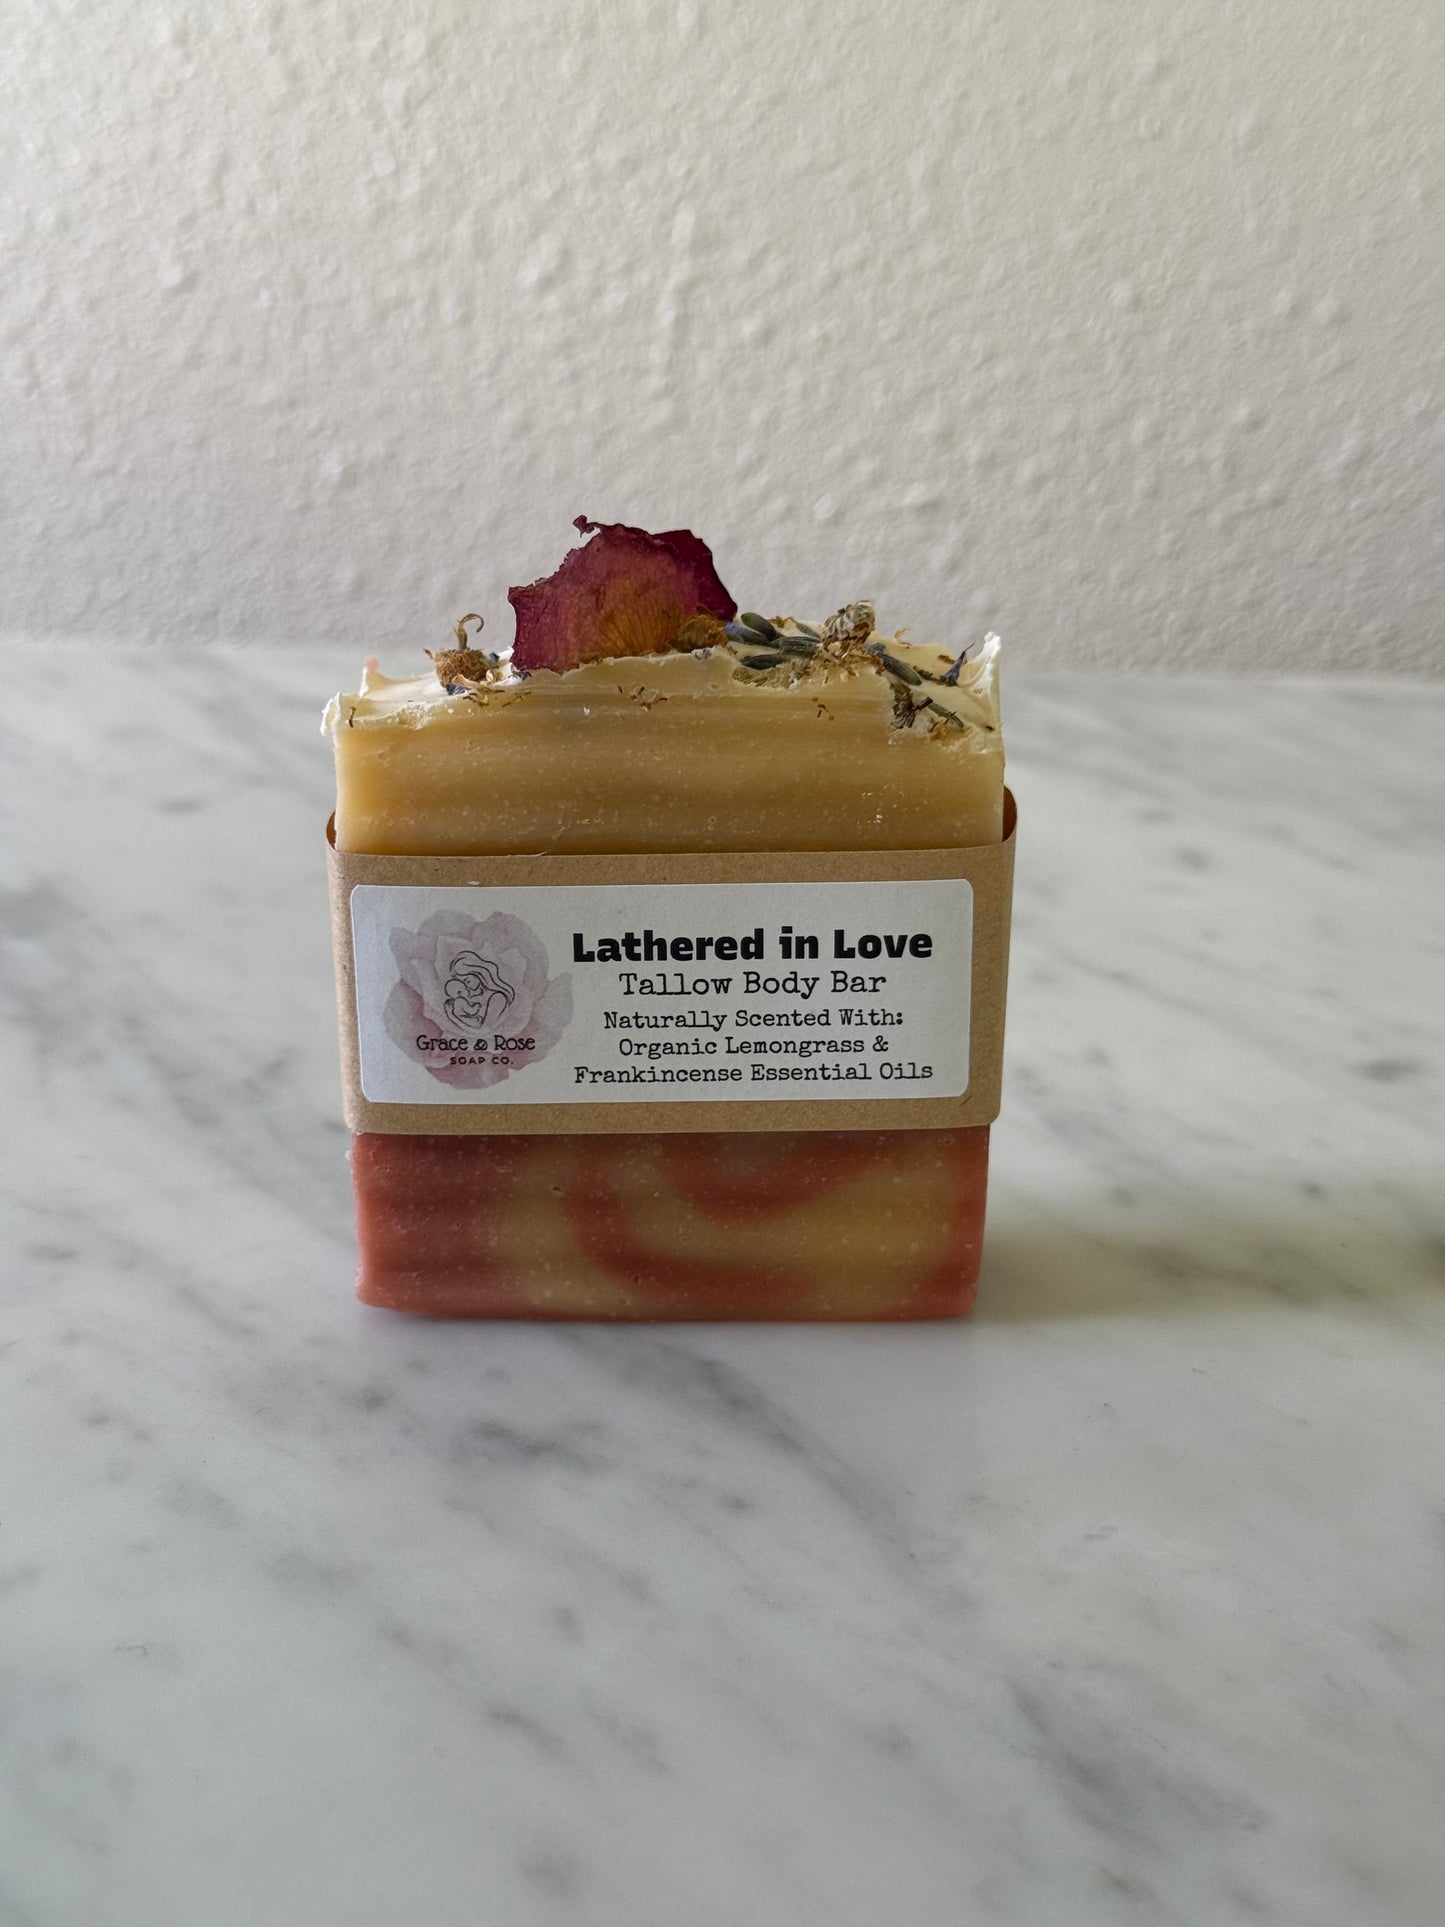 Lathered in Love
Tallow Body Bar
Naturally Scented With:
Organic Lemongrass &
Frankincense Essential Oils
Grace & Rose
SOAP CO.